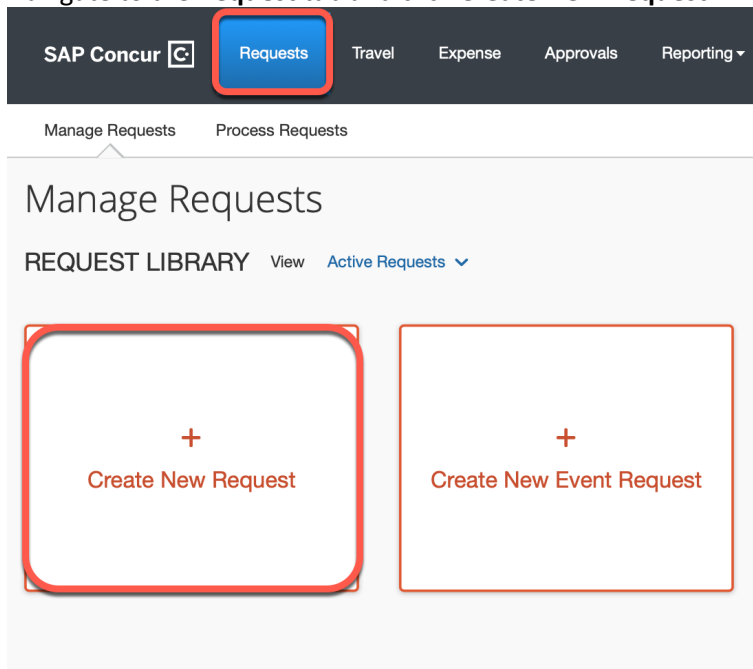 SAP Concur C Requests Travel Expense Approvals Reporting
Manage Requests Process Requests
Manage Requests
REQUEST LIBRARY View Active Requests
+ +
Create New Request Create New Event Request